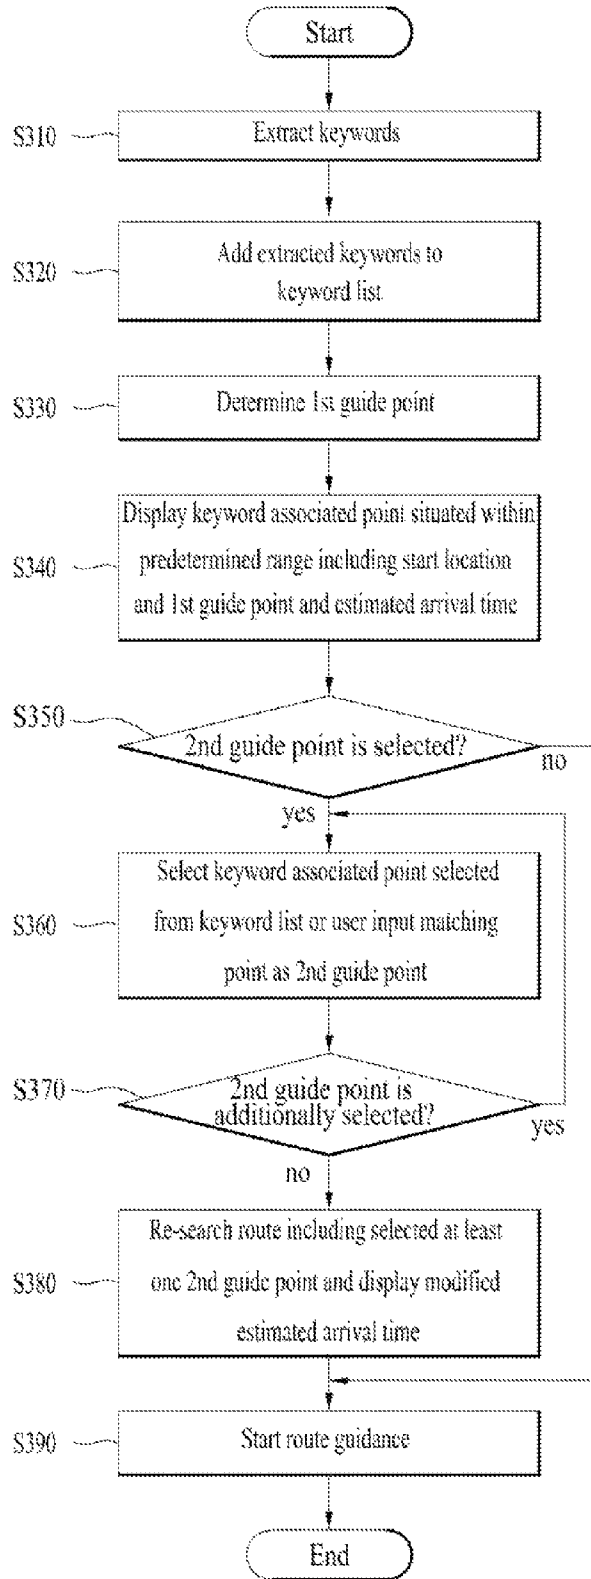 Start
S310
Extract keywords
S320
Add extracted keywords to
keyword list
S330
Determine 1st guide point
S340
Display keyword associated point situated within
predetermined range including start location
and 1st guide point and estimated arrival time
S350
2nd guide point is selected?
no
yes
S360
Select keyword associated point selected
from keyword list or user input matching
point as 2nd guide point
S370
2nd guide point is
additionally selected?
yes
no
S380
Re-search route including selected at least
one 2nd guide point and display modified
estimated arrival time
S390
Start route guidance
End